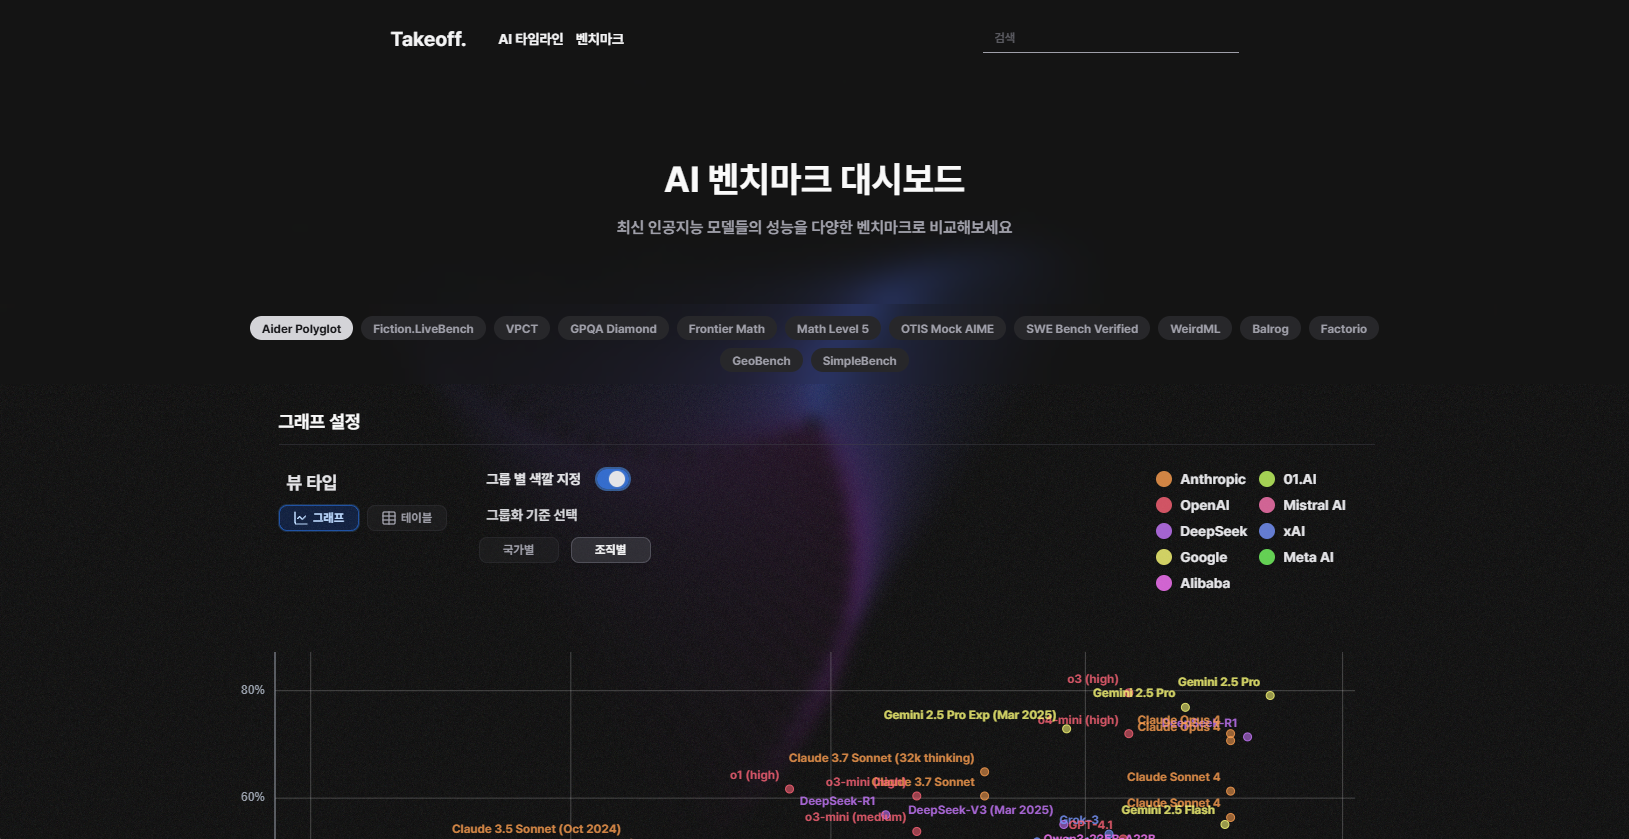 Takeoff.
AI 타임라인 벤치마크
검색
AI 벤치마크 대시보드
최신 인공지능 모델들의 성능을 다양한 벤치마크로 비교해보세요
Aider Polyglot Fiction.LiveBench VPCT GPQA Diamond Frontier Math Math Level 5 OTIS Mock AIME SWE Bench Verified WeirdML Balrog Factorio
GeoBench SimpleBench
그래프 설정
뷰 타입
그래프 테이블
그룹 별 색깔 지정
그룹화 기준 선택
국가별 조직별
Anthropic 01.AI
OpenAI Mistral AI
DeepSeek xAI
Google Meta AI
Alibaba
o3 (high)
Gemini 2.5 Pro
80%
Gemini 2.5 Pro
Gemini 2.5 Pro Exp (Mar 2025)
o4-mini (high)
Claude Opus 4
DeepSeek-R1
Claude Opus 4
Claude 3.7 Sonnet (32k thinking)
o1 (high)
Claude Sonnet 4
o3-mini (high)
Claude 3.7 Sonnet
60%
DeepSeek-R1
Claude Sonnet 4
DeepSeek-V3 (Mar 2025)
Gemini 2.5 Flash
o3-mini (medium)
Grok-3
GPT-4.1
Claude 3.5 Sonnet (Oct 2024)
Qwen3-235B-A22B